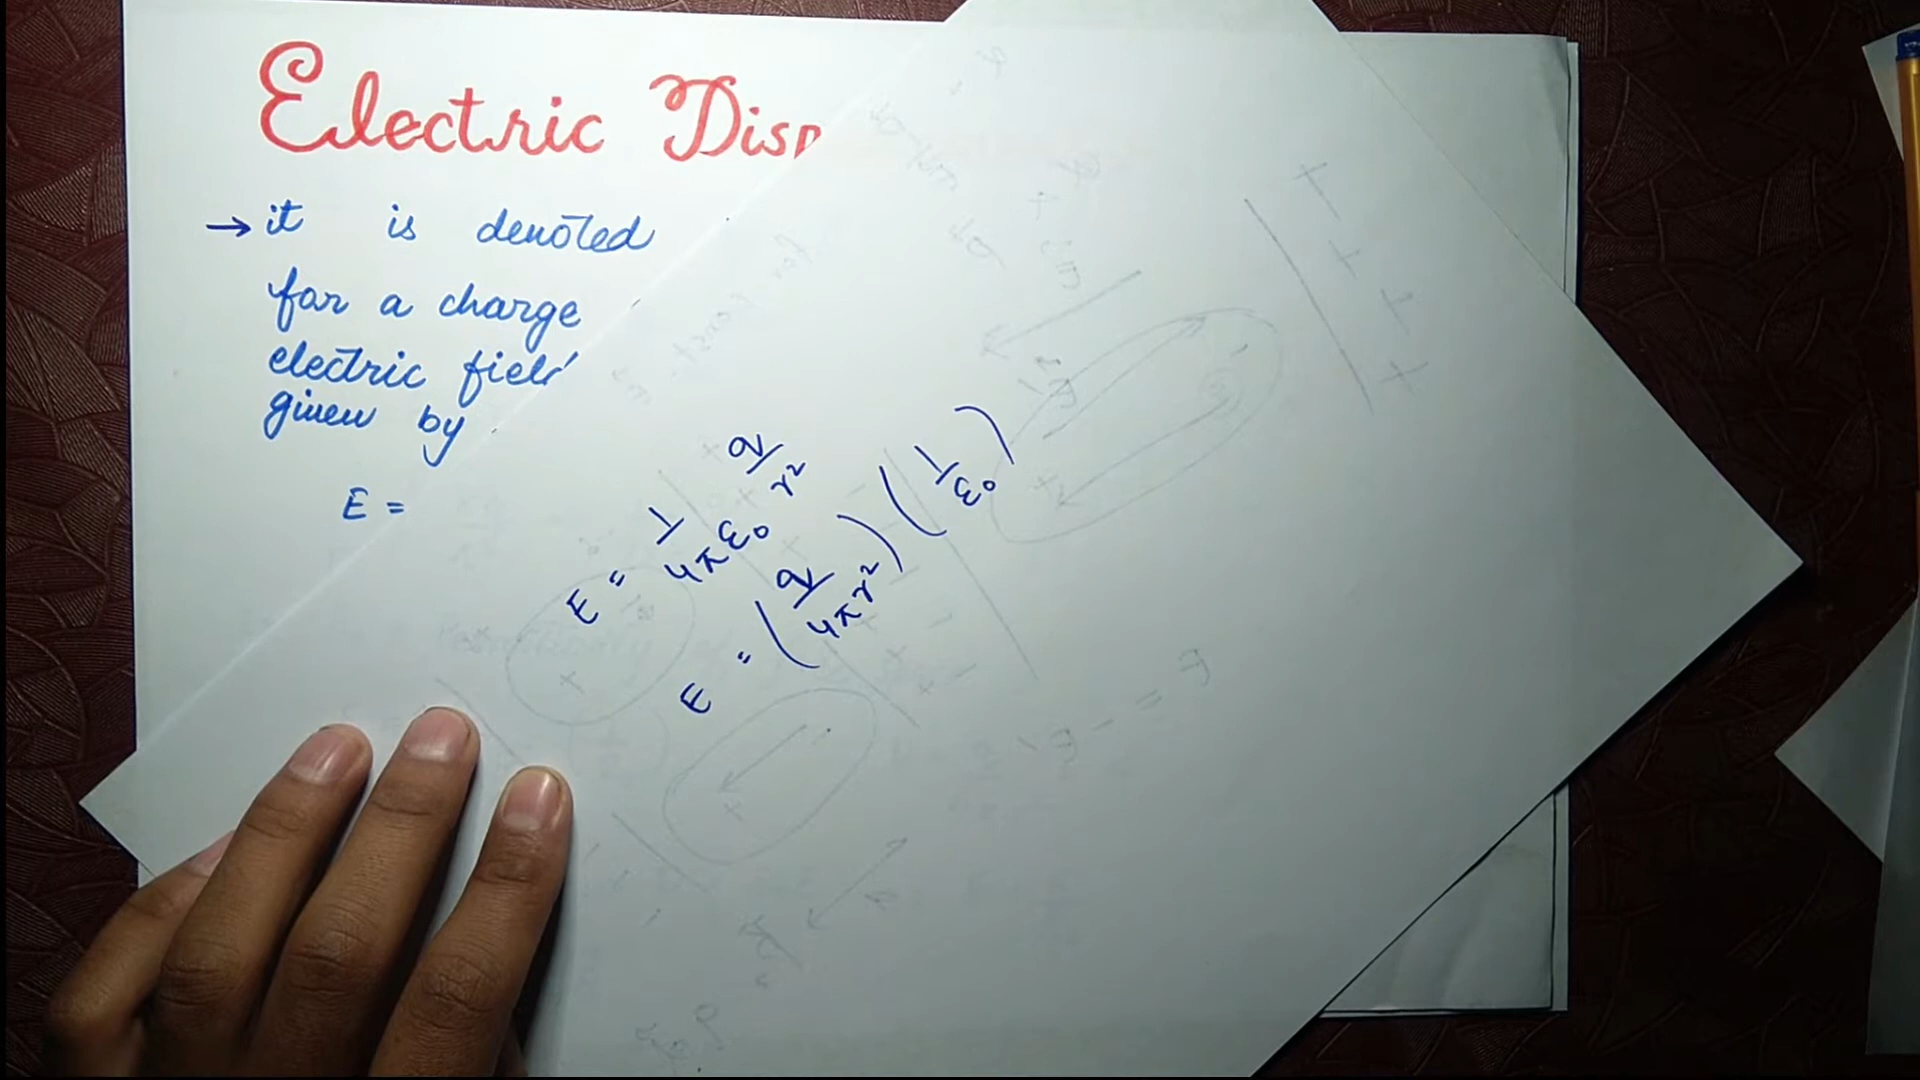 Electric Disp
→ it is denoted
for a charge
electric field
given by
E =
E = 1/4πε₀ q/r²
E = (q/4πr²) (1/ε₀)